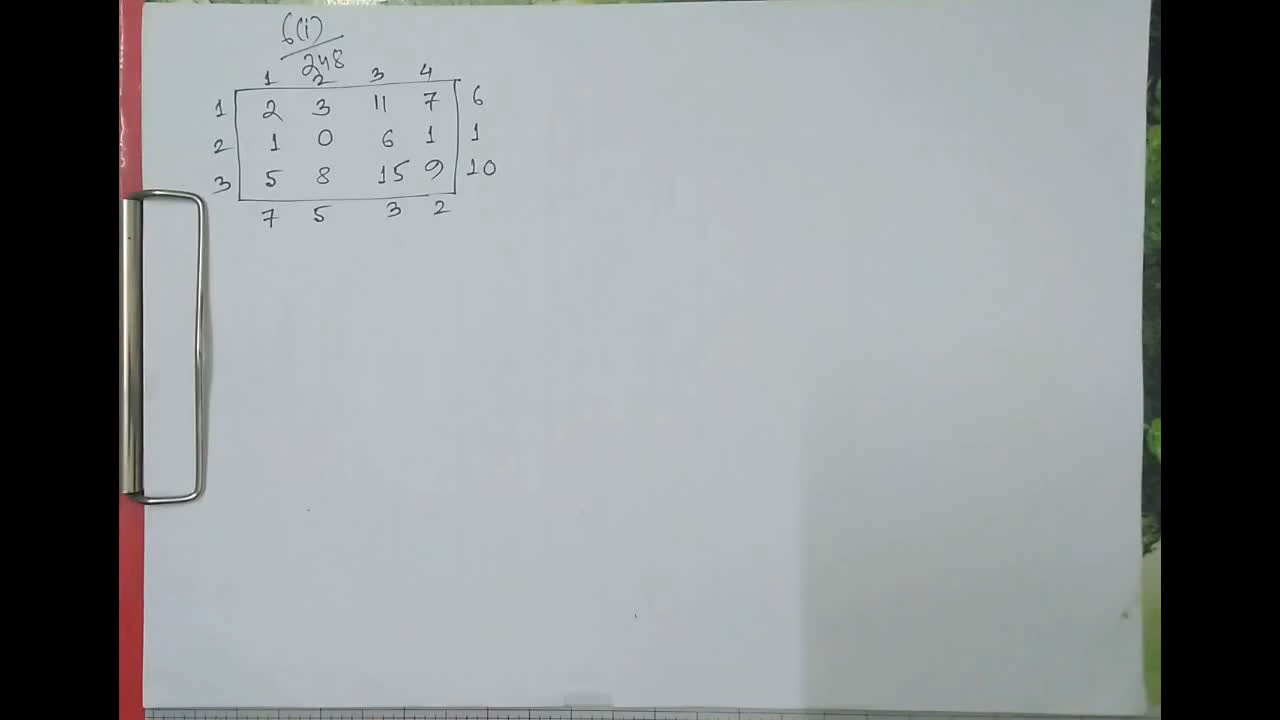 6(i)
248
1 2 3 4
1 2 3 11 7 6
2 1 0 6 1 1
3 5 8 15 9 10
7 5 3 2